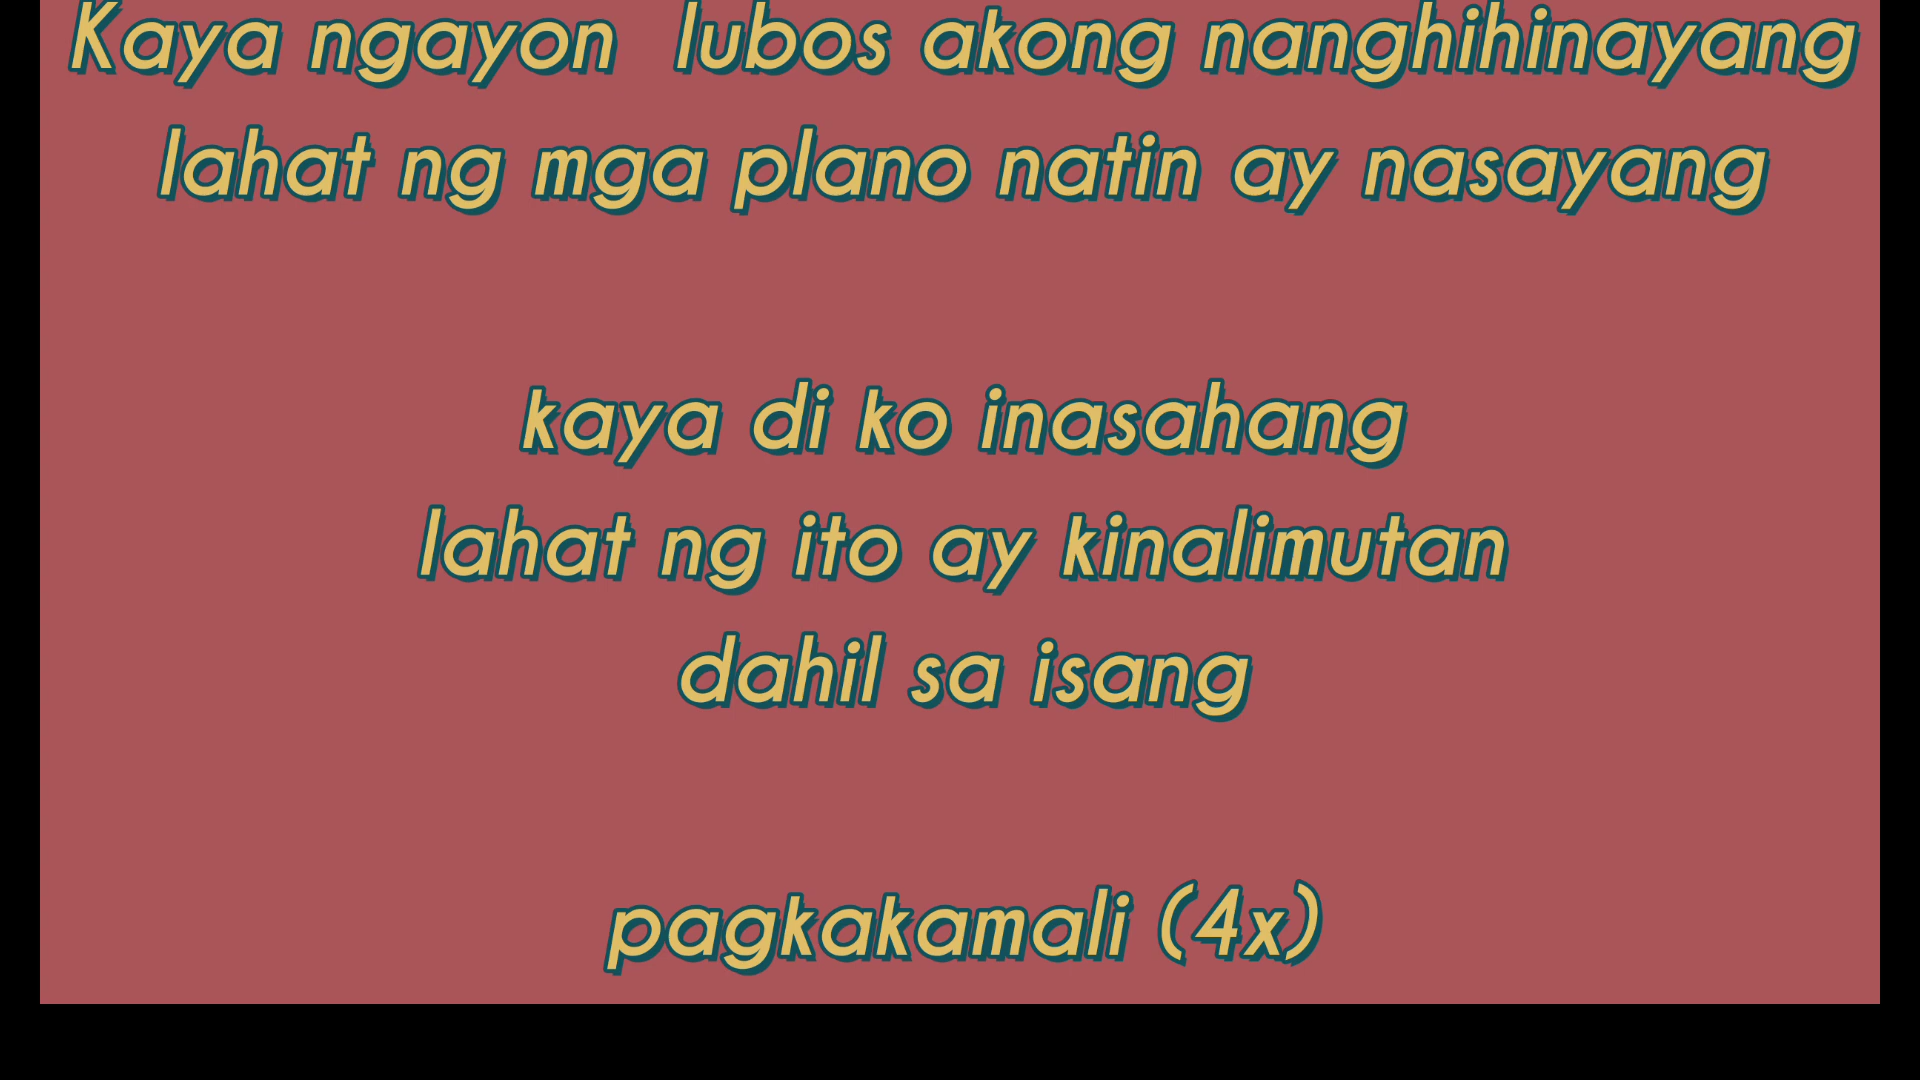 Kaya ngayon  lubos akong nanghihinayang
lahat ng mga plano natin ay nasayang
kaya di ko inasahang
lahat ng ito ay kinalimutan
dahil sa isang
pagkakamali (4x)